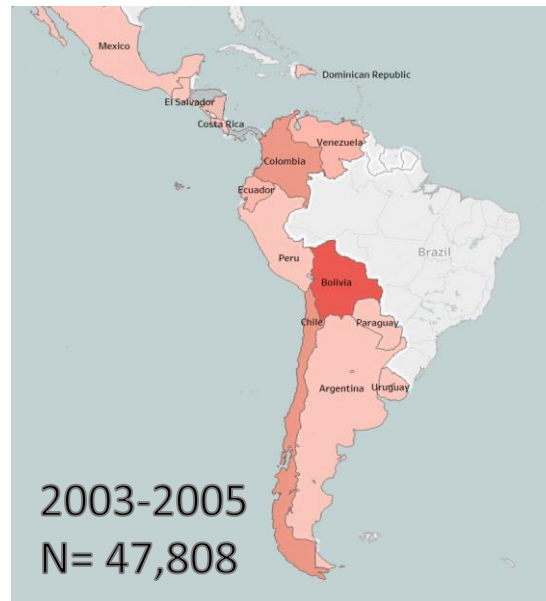 Mexico
Dominican Republic
El Salvador
Costa Rica
Venezuela
Colombia
Ecuador
Peru
Brazil
Bolivia
Chile
Paraguay
Argentina
Uruguay
2003-2005
N= 47,808